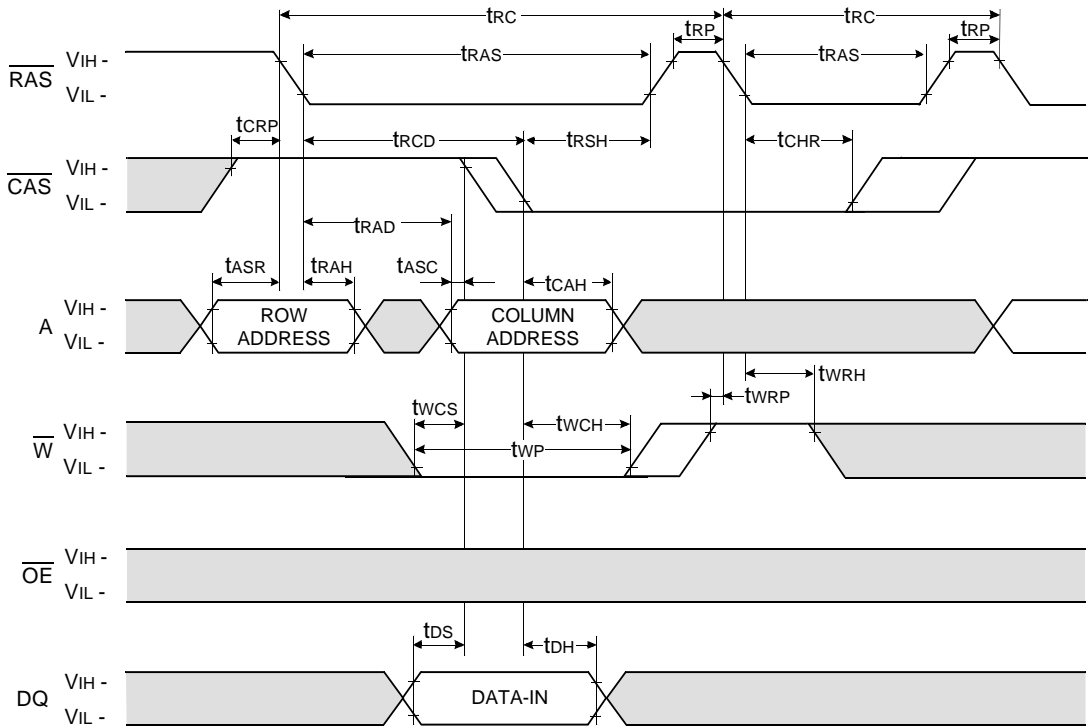 tRC tRC
tRP tRP
tRAS tRAS
RAS
VIH -
VIL -
tCRP tRCD tRSH tCHR
CAS
VIH -
VIL -
tRAD
tASR tRAH tASC tCAH
A
VIH -
VIL -
ROW
ADDRESS
COLUMN
ADDRESS
tWRH
tWRP
tWCS tWCH
tWP
W
VIH -
VIL -
OE
VIH -
VIL -
tDS tDH
DQ
VIH -
VIL -
DATA-IN